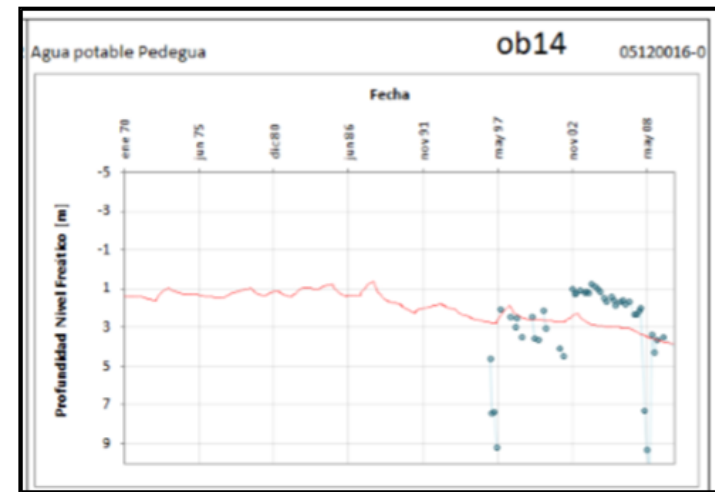 Agua potable Pedegua ob14 05120016-0
Fecha
ene 70 jun 75 dic 80 jun 86 nov 91 may 97 nov 02 may 08
Profundidad Nivel Freático [m]
-5
-3
-1
1
3
5
7
9